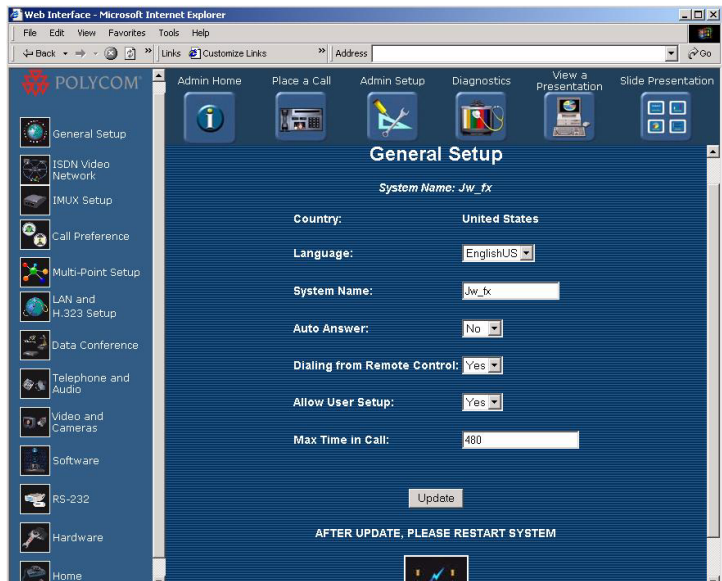 Web Interface - Microsoft Internet Explorer
File Edit View Favorites Tools Help
Back » Links Customize Links » Address Go
POLYCOM
Admin Home Place a Call Admin Setup Diagnostics View a Presentation Slide Presentation
General Setup
ISDN Video Network
IMUX Setup
Call Preference
Multi-Point Setup
LAN and H.323 Setup
Data Conference
Telephone and Audio
Video and Cameras
Software
RS-232
Hardware
Home
General Setup
System Name: Jw_fx
Country: United States
Language: EnglishUS
System Name: Jw_fx
Auto Answer: No
Dialing from Remote Control: Yes
Allow User Setup: Yes
Max Time in Call: 480
Update
AFTER UPDATE, PLEASE RESTART SYSTEM